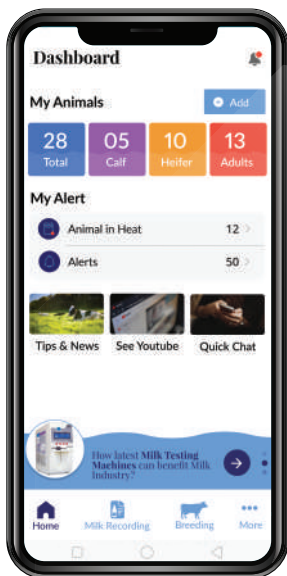 Dashboard
My Animals
Add
28 05 10 13
Total Calf Heifer Adults
My Alert
Animal in Heat 12
Alerts 50
Tips & News See Youtube Quick Chat
How latest Milk Testing
Machines can benefit Milk
Industry?
Home Milk Recording Breeding More